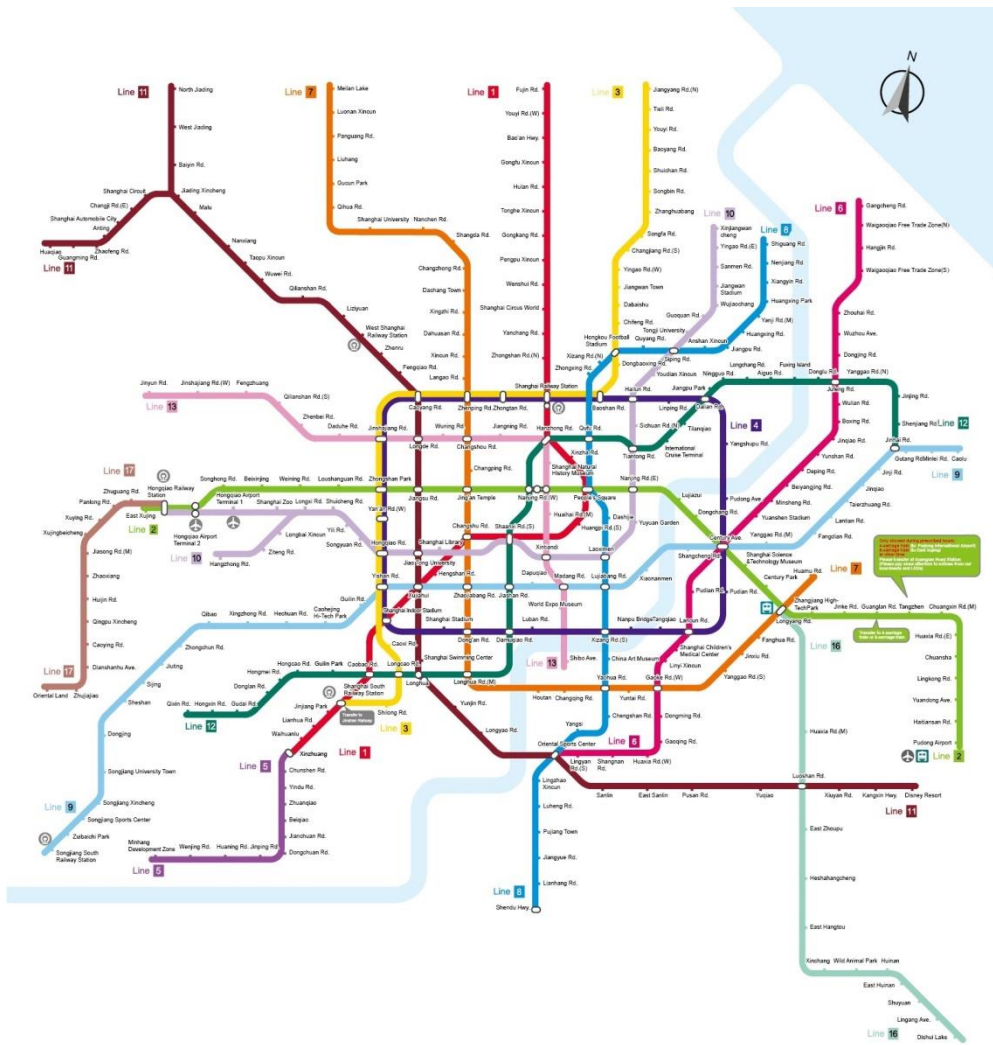 N
Line 11
North Jiading
West Jiading
Baiyin Rd.
Jiading Xincheng
Shanghai Circuit
Changji Rd.(E)
Shanghai Automobile City
Anting
Huaqiao
Guangming Rd.
Zhaofeng Rd.
Line 11
Malu
Nanxiang
Taopu Xincun
Wuwei Rd.
Qilianshan Rd.
Liziyuan
West Shanghai
Railway Station
Zhenru
Fengqiao Rd.
Caoyang Rd.
Line 7
Meilan Lake
Luonan Xincun
Panguang Rd.
Liuhang
Gucun Park
Qihua Rd.
Shanghai University
Nanchen Rd.
Shangda Rd.
Changzhong Rd.
Dachang Town
Xingzhi Rd.
Dahuasan Rd.
Xincun Rd.
Langao Rd.
Zhenping Rd.
Zhongtan Rd.
Line 1
Fujin Rd.
Youyi Rd.(W)
Bao'an Hwy.
Gongfu Xincun
Hulan Rd.
Tonghe Xincun
Gongkang Rd.
Pengpu Xincun
Wenshui Rd.
Shanghai Circus World
Yanchang Rd.
Zhongshan Rd.(N)
Shanghai Railway Station
Line 3
Jiangyang Rd.(N)
Tieli Rd.
Youyi Rd.
Baoyang Rd.
Shuichan Rd.
Songbin Rd.
Zhanghuabang
Songfa Rd.
Changjiang Rd.(S)
Yingao Rd.(W)
Jiangwan Town
Dabaishu
Chifeng Rd.
Hongkou Football
Stadium
Dongbaoxing Rd.
Baoshan Rd.
Line 10
Xinjiangwan
cheng
Yingao Rd.(E)
Sanmen Rd.
Jiangwan
Stadium
Wujiaochang
Guoquan Rd.
Tongji University
Siping Rd.
Youdian Xincun
Hailun Rd.
Sichuan Rd.(N)
Tiantong Rd.
Line 8
Shiguang Rd.
Nenjiang Rd.
Xiangyin Rd.
Huangxing Park
Yanji Rd.(M)
Huangxing Rd.
Jiangpu Rd.
Anshan Xincun
Quyang Rd.
Xizang Rd.(N)
Zhongxing Rd.
Qufu Rd.
Line 6
Gangcheng Rd.
Waigaoqiao Free Trade Zone(N)
Hangjin Rd.
Waigaoqiao Free Trade Zone(S)
Zhouhai Rd.
Wuzhou Ave.
Dongjing Rd.
Jufeng Rd.
Wulian Rd.
Boxing Rd.
Jinqiao Rd.
Yunshan Rd.
Deping Rd.
Beiyangjing Rd.
Minsheng Rd.
Yuanshen Stadium
Century Ave.
Longchang Rd.
Ningguo Rd.
Aiguo Rd.
Fuxing Island
Donglu Rd.
Yanggao Rd.(N)
Jinjing Rd.
Shenjiang Rd.
Line 12
Jinhai Rd.
Gutang Rd.
Minlei Rd.
Caolu
Line 9
Jinji Rd.
Jinqiao
Taierzhuang Rd.
Lantian Rd.
Fangdian Rd.
Yanggao Rd.(M)
Jiangpu Park
Dalian Rd.
Linping Rd.
Tilanqiao
International
Cruise Terminal
Line 4
Yangshupu Rd.
Pudong Ave.
Jinyun Rd.
Jinshajiang Rd.(W)
Fengzhuang
Qilianshan Rd.(S)
Line 13
Zhenbei Rd.
Daduhe Rd.
Jinshajiang Rd.
Longde Rd.
Wuning Rd.
Changshou Rd.
Jiangning Rd.
Hanzhong Rd.
Xinzha Rd.
Shanghai Natural
History Museum
Changping Rd.
Line 17
Hongqiao Railway
Station
Zhuguang Rd.
Panlong Rd.
Xuying Rd.
Xujingbeicheng
Jiasong Rd.(M)
Zhaoxiang
Huijin Rd.
Qingpu Xincheng
Caoying Rd.
Dianshanhu Ave.
Zhujiajiao
Oriental Land
Line 17
East Xujing
Line 2
Hongqiao Airport
Terminal 2
Hongqiao Airport
Terminal 1
Songhong Rd.
Beixinjing
Weining Rd.
Loushanguan Rd.
Zhongshan Park
Jiangsu Rd.
Jing'an Temple
Nanjing Rd.(W)
People's Square
Nanjing Rd.(E)
Lujiazui
Dongchang Rd.
Shanghai Science
&Technology Museum
Century Park
Shanghai Zoo
Longxi Rd.
Shuicheng Rd.
Yili Rd.
Songyuan Rd.
Longbai Xincun
Ziteng Rd.
Hangzhong Rd.
Line 10
Hongqiao Rd.
Yan'an Rd.(W)
Jiaotong University
Shanghai Library
Changshu Rd.
Shaanxi Rd.(S)
Huaihai Rd.(M)
Huangpi Rd.(S)
Xintiandi
Laoximen
Dashijie
Yuyuan Garden
Hengshan Rd.
Yishan Rd.
Xujiahui
Zhaojiabang Rd.
Jiashan Rd.
Dapuqiao
Madang Rd.
Lujiabang Rd.
Xiaonanmen
Shangcheng Rd.
World Expo Museum
Luban Rd.
Xizang Rd.(S)
Nanpu Bridge
Tangqiao
Lancun Rd.
Pudian Rd.
Pudian Rd.
Shanghai Children's
Medical Center
Linyi Xincun
Gaoke Rd.(W)
Dongming Rd.
Gaoqing Rd.
Huaxia Rd.(W)
Shangnan
Rd.
Lingyan
Rd.(S)
Line 6
Oriental Sports Center
Guilin Rd.
Caohejing
Hi-Tech Park
Hechuan Rd.
Xingzhong Rd.
Qibao
Zhongchun Rd.
Jiuting
Sijing
Sheshan
Dongjing
Songjiang University Town
Songjiang Xincheng
Songjiang Sports Center
Zuibaichi Park
Songjiang South
Railway Station
Line 9
Shanghai Indoor Stadium
Shanghai Stadium
Dong'an Rd.
Damuqiao Rd.
Shanghai Swimming Center
Caoxi Rd.
Longcao Rd.
Caobao Rd.
Longhua
Longhua Rd.(M)
Hongcao Rd.
Guilin Park
Hongmei Rd.
Donglan Rd.
Gudai Rd.
Hongxin Rd.
Qixin Rd.
Line 12
Shanghai South
Railway Station
Transfer to
Jinshan Railway
Shilong Rd.
Line 3
Jinjiang Park
Lianhua Rd.
Waihuanlu
Xinzhuang
Line 1
Line 5
Chunshen Rd.
Yindu Rd.
Zhuanqiao
Beiqiao
Jianchuan Rd.
Dongchuan Rd.
Jinping Rd.
Huaning Rd.
Wenjing Rd.
Minhang
Development Zone
Line 5
Yunjin Rd.
Longyao Rd.
Line 13
Shibo Ave.
China Art Museum
Yaohua Rd.
Chengshan Rd.
Yangsi
Houtan
Changqing Rd.
Yuntai Rd.
Yanggao Rd.(S)
Jinxiu Rd.
Fanghua Rd.
Longyang Rd.
Huamu Rd.
Line 7
Zhangjiang High-
TechPark
Jinke Rd.
Guanglan Rd.
Tangzhen
Chuangxin Rd.(M)
Huaxia Rd.(E)
Chuansha
Lingkong Rd.
Yuandong Ave.
Haitiansan Rd.
Pudong Airport
Line 2
Line 16
Huaxia Rd.(M)
Luoshan Rd.
East Zhoupu
Heshahangcheng
East Hangtou
Xinchang
Wild Animal Park
Huinan
East Huinan
Shuyuan
Lingang Ave.
Dishui Lake
Line 16
Lingzhao
Xincun
Luheng Rd.
Pujiang Town
Jiangyue Rd.
Lianhang Rd.
Shendu Hwy.
Line 8
Sanlin
East Sanlin
Pusan Rd.
Yuqiao
Xiuyan Rd.
Kangxin Hwy.
Disney Resort
Line 11